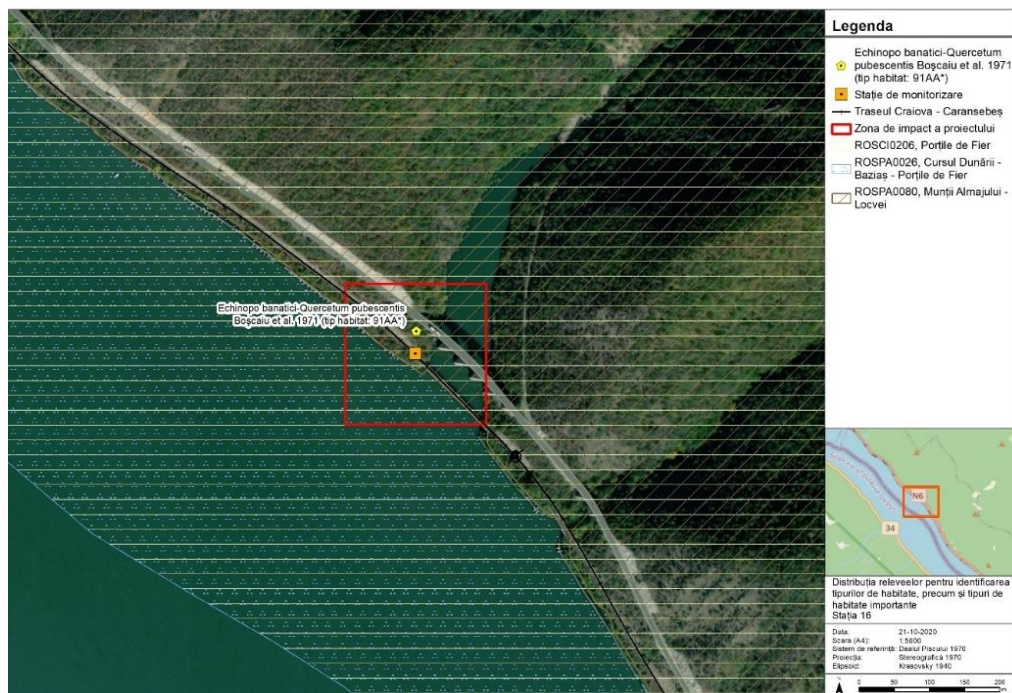 Echinopo banatici-Quercetum pubescentis
Boşcaiu et al. 1971 (tip habitat: 91AA*)
Legenda
Echinopo banatici-Quercetum
pubescentis Boşcaiu et al. 1971
(tip habitat: 91AA*)
Staţie de monitorizare
Traseul Craiova - Caransebeş
Zona de impact a proiectului
ROSCI0206, Porţile de Fier
ROSPA0026, Cursul Dunării -
Baziaş - Porţile de Fier
ROSPA0080, Munţii Almajului -
Locvei
N6
34
Distribuţia releveelor pentru identificarea
tipurilor de habitate, precum şi tipuri de
habitate importante
Staţia 16
Data: 21-10-2020
Scara (A4): 1:5000
Sistem de referinţă: Dealul Piscului 1970
Proiecţia: Stereografică 1970
Elipsoid: Krasovsky 1940
N
0 50 100 150 200
m